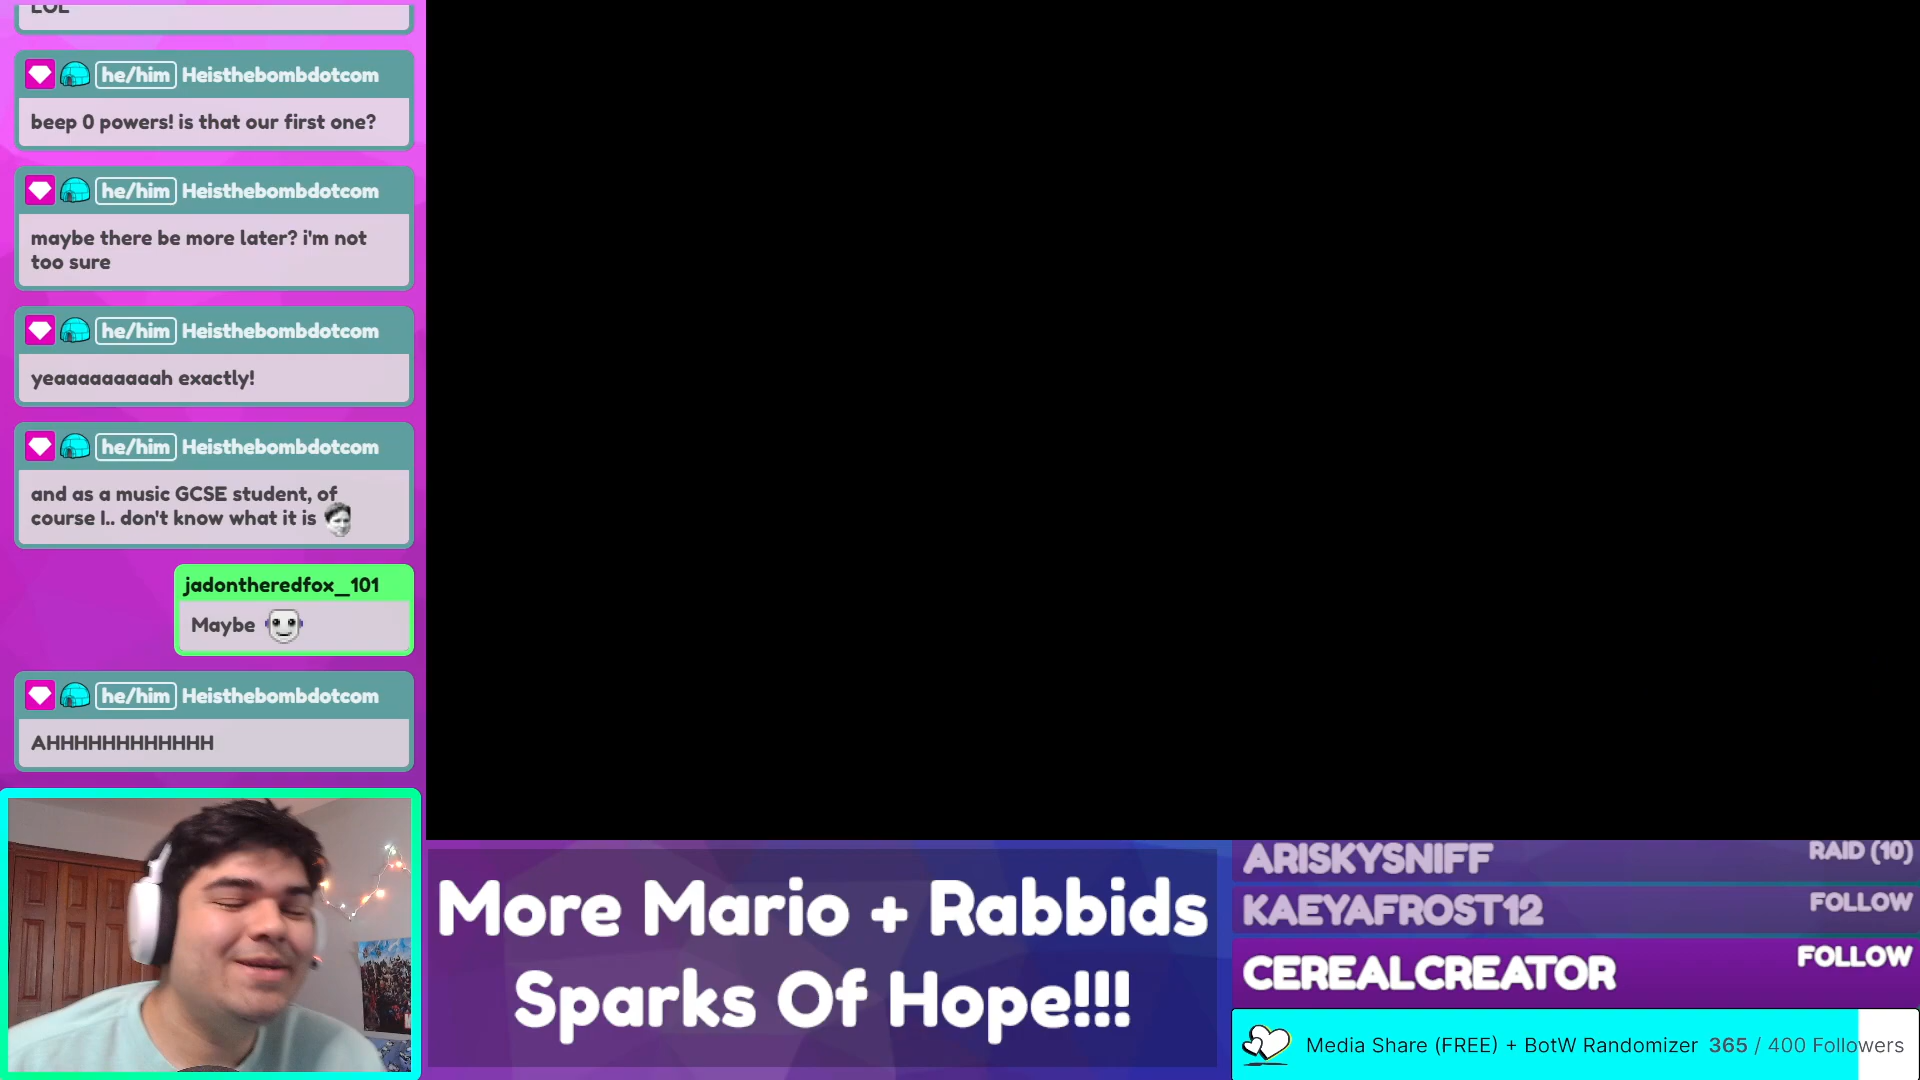 LOL
he/him Heisthebombdotcom
beep 0 powers! is that our first one?
he/him Heisthebombdotcom
maybe there be more later? i'm not
too sure
he/him Heisthebombdotcom
yeaaaaaaaaah exactly!
he/him Heisthebombdotcom
and as a music GCSE student, of
course I.. don't know what it is
jadontheredfox_101
Maybe
he/him Heisthebombdotcom
AHHHHHHHHHHHHH
More Mario + Rabbids
Sparks Of Hope!!!
ARISKYSNIFF RAID (10)
KAEYAFROST12 FOLLOW
CEREALCREATOR FOLLOW
Media Share (FREE) + BotW Randomizer 365 / 400 Followers